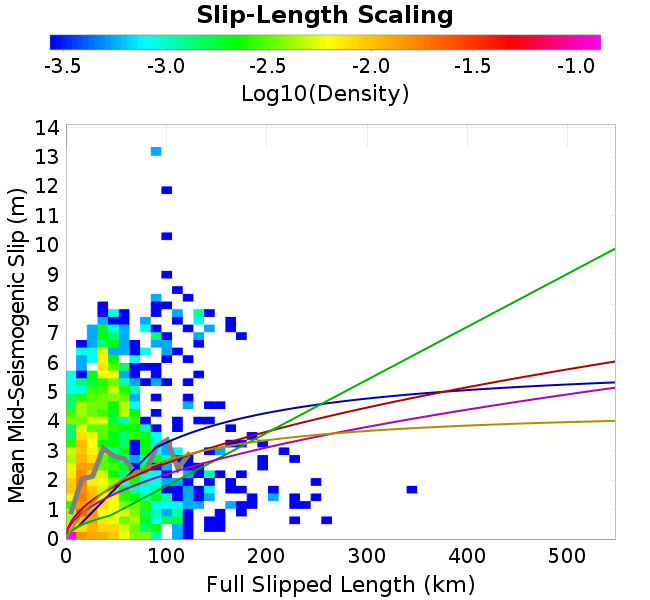 Slip-Length Scaling
-3.5 -3.0 -2.5 -2.0 -1.5 -1.0
Log10(Density)
14
13
12
11
10
9
8
7
6
5
4
3
2
1
0
Mean Mid-Seismogenic Slip (m)
0 100 200 300 400 500
Full Slipped Length (km)